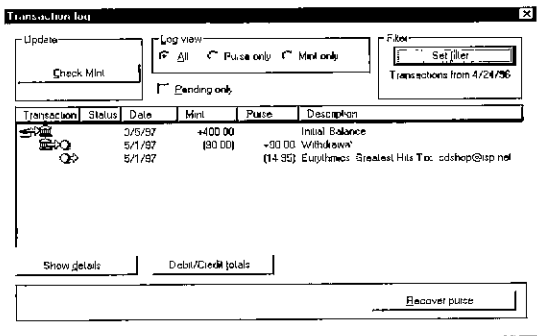 Transaction log
Update
Log view
Filter
All Purse only Mint only
Set filter
Check Mint
Transactions from 4/24/96
Pending only
Transaction Status Date Mint Purse Description
3/5/97 +400.00 Initial Balance
5/1/97 (90.00) +90.00 Withdrawal
5/1/97 (14.95) Eurythmics: Greatest Hits To: cdshop@isp.net
Show details Debit/Credit totals
Recover purse